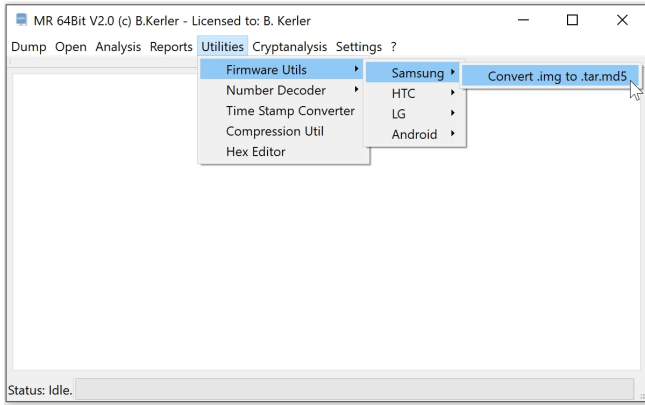 MR 64Bit V2.0 (c) B.Kerler - Licensed to: B. Kerler
Dump Open Analysis Reports Utilities Cryptanalysis Settings ?
Firmware Utils
Samsung
Convert .img to .tar.md5
Number Decoder
HTC
Time Stamp Converter
LG
Compression Util
Android
Hex Editor
Status: Idle.